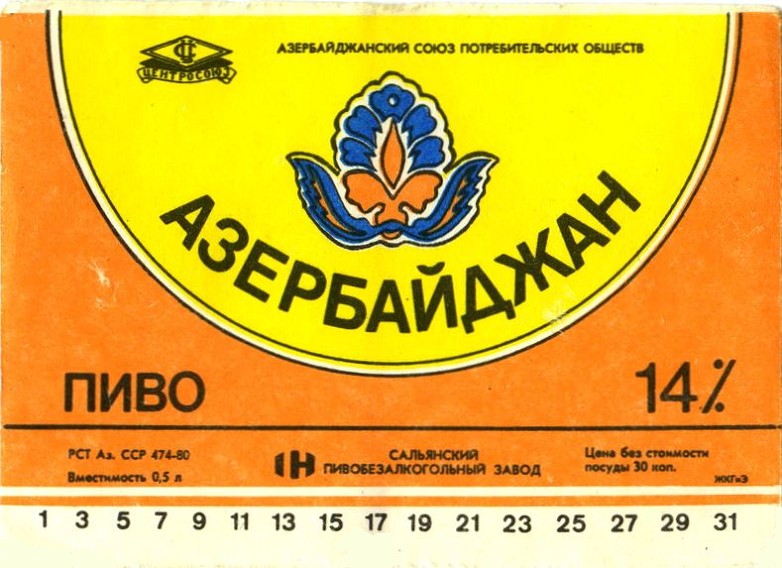 АЗЕРБАЙДЖАНСКИЙ СОЮЗ ПОТРЕБИТЕЛЬСКИХ ОБЩЕСТВ
ЦЕНТРОСОЮЗ
АЗЕРБАЙДЖАН
ПИВО
14%
РСТ Аз. ССР 474-80
Вместимость 0,5 л
САЛЬЯНСКИЙ
ПИВОБЕЗАЛКОГОЛЬНЫЙ ЗАВОД
Цена без стоимости
посуды 30 коп.
ЖКГиЭ
1 3 5 7 9 11 13 15 17 19 21 23 25 27 29 31